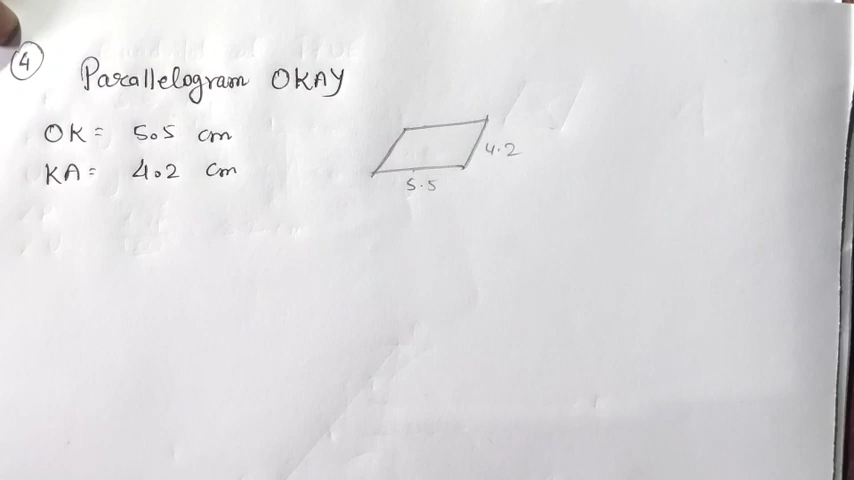 4 Parallelogram OKAY
OK = 5.5 cm
KA = 4.2 cm
4.2
5.5